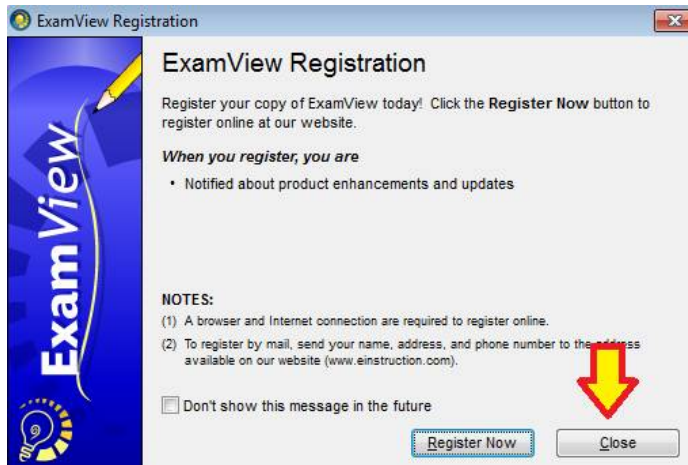 ExamView Registration
ExamView
ExamView Registration
Register your copy of ExamView today! Click the Register Now button to
register online at our website.
When you register, you are
• Notified about product enhancements and updates
NOTES:
(1) A browser and Internet connection are required to register online.
(2) To register by mail, send your name, address, and phone number to the address
available on our website (www.einstruction.com).
Don't show this message in the future
Register Now
Close